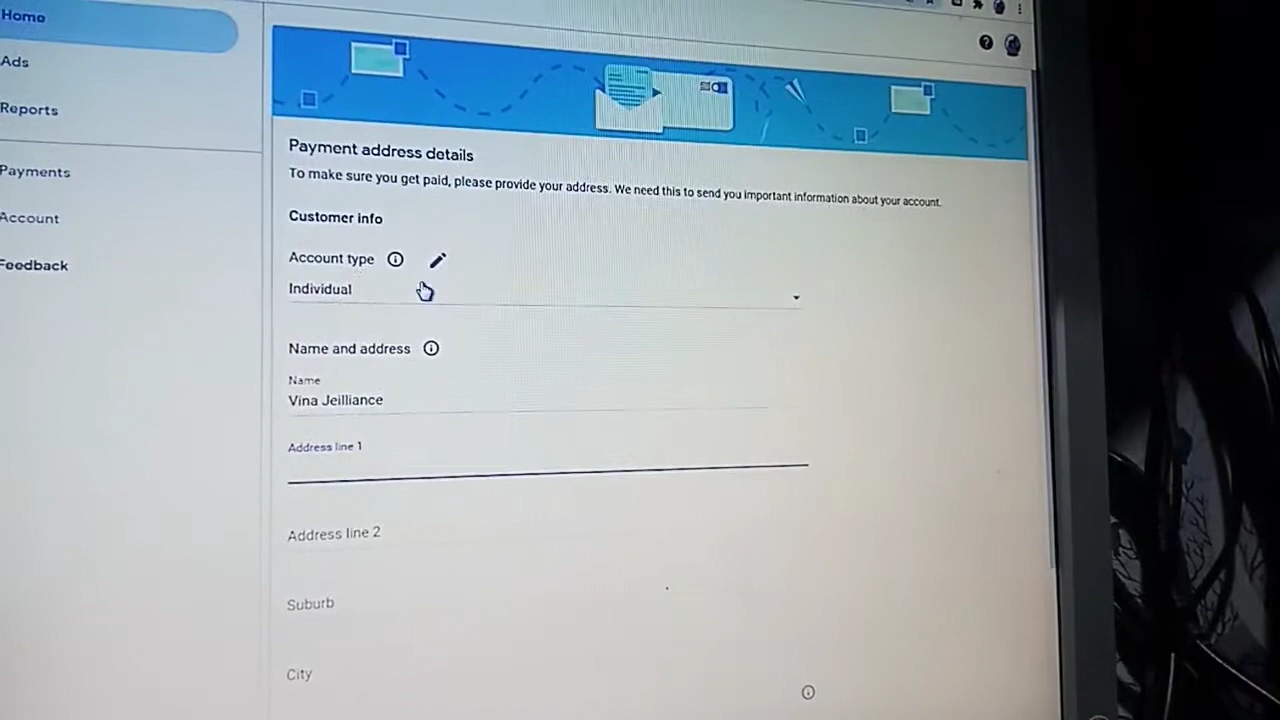 Home
Ads
Reports
Payments
Account
Feedback
Payment address details
To make sure you get paid, please provide your address. We need this to send you important information about your account.
Customer info
Account type
Individual
Name and address
Name
Vina Jeilliance
Address line 1
Address line 2
Suburb
City